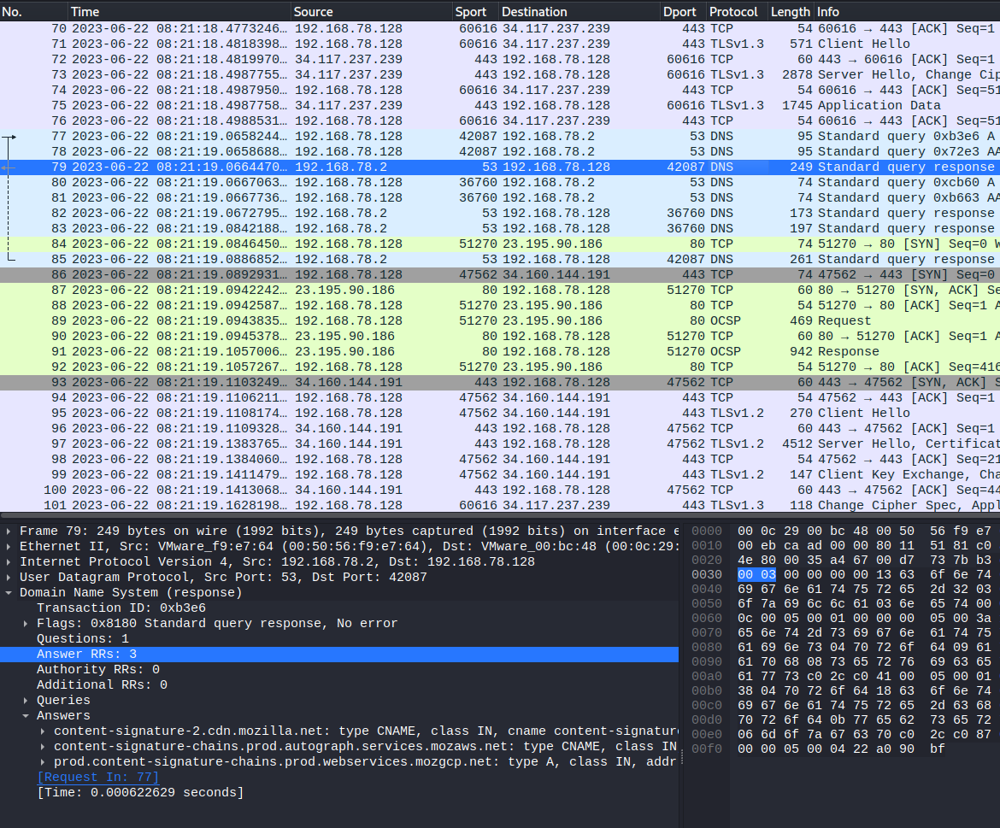 No. Time Source Sport Destination Dport Protocol Length Info
70 2023-06-22 08:21:18.4773246… 192.168.78.128 60616 34.117.237.239 443 TCP 54 60616 → 443 [ACK] Seq=1
71 2023-06-22 08:21:18.4818398… 192.168.78.128 60616 34.117.237.239 443 TLSv1.3 571 Client Hello
72 2023-06-22 08:21:18.4819970… 34.117.237.239 443 192.168.78.128 60616 TCP 60 443 → 60616 [ACK] Seq=1
73 2023-06-22 08:21:18.4987755… 34.117.237.239 443 192.168.78.128 60616 TLSv1.3 2878 Server Hello, Change Cip
74 2023-06-22 08:21:18.4987950… 192.168.78.128 60616 34.117.237.239 443 TCP 54 60616 → 443 [ACK] Seq=51
75 2023-06-22 08:21:18.4987758… 34.117.237.239 443 192.168.78.128 60616 TLSv1.3 1745 Application Data
76 2023-06-22 08:21:18.4988531… 192.168.78.128 60616 34.117.237.239 443 TCP 54 60616 → 443 [ACK] Seq=51
77 2023-06-22 08:21:19.0658244… 192.168.78.128 42087 192.168.78.2 53 DNS 95 Standard query 0xb3e6 A
78 2023-06-22 08:21:19.0658688… 192.168.78.128 42087 192.168.78.2 53 DNS 95 Standard query 0x72e3 AA
79 2023-06-22 08:21:19.0664470… 192.168.78.2 53 192.168.78.128 42087 DNS 249 Standard query response
80 2023-06-22 08:21:19.0667063… 192.168.78.128 36760 192.168.78.2 53 DNS 74 Standard query 0xcb60 A
81 2023-06-22 08:21:19.0667736… 192.168.78.128 36760 192.168.78.2 53 DNS 74 Standard query 0xb663 AA
82 2023-06-22 08:21:19.0672795… 192.168.78.2 53 192.168.78.128 36760 DNS 173 Standard query response
83 2023-06-22 08:21:19.0842188… 192.168.78.2 53 192.168.78.128 36760 DNS 197 Standard query response
84 2023-06-22 08:21:19.0846450… 192.168.78.128 51270 23.195.90.186 80 TCP 74 51270 → 80 [SYN] Seq=0 W
85 2023-06-22 08:21:19.0886852… 192.168.78.2 53 192.168.78.128 42087 DNS 261 Standard query response
86 2023-06-22 08:21:19.0892931… 192.168.78.128 47562 34.160.144.191 443 TCP 74 47562 → 443 [SYN] Seq=0
87 2023-06-22 08:21:19.0942242… 23.195.90.186 80 192.168.78.128 51270 TCP 60 80 → 51270 [SYN, ACK] Se
88 2023-06-22 08:21:19.0942587… 192.168.78.128 51270 23.195.90.186 80 TCP 54 51270 → 80 [ACK] Seq=1 A
89 2023-06-22 08:21:19.0943835… 192.168.78.128 51270 23.195.90.186 80 OCSP 469 Request
90 2023-06-22 08:21:19.0945378… 23.195.90.186 80 192.168.78.128 51270 TCP 60 80 → 51270 [ACK] Seq=1 A
91 2023-06-22 08:21:19.1057006… 23.195.90.186 80 192.168.78.128 51270 OCSP 942 Response
92 2023-06-22 08:21:19.1057267… 192.168.78.128 51270 23.195.90.186 80 TCP 54 51270 → 80 [ACK] Seq=416
93 2023-06-22 08:21:19.1103249… 34.160.144.191 443 192.168.78.128 47562 TCP 60 443 → 47562 [SYN, ACK] S
94 2023-06-22 08:21:19.1106211… 192.168.78.128 47562 34.160.144.191 443 TCP 54 47562 → 443 [ACK] Seq=1
95 2023-06-22 08:21:19.1108174… 192.168.78.128 47562 34.160.144.191 443 TLSv1.2 270 Client Hello
96 2023-06-22 08:21:19.1109328… 34.160.144.191 443 192.168.78.128 47562 TCP 60 443 → 47562 [ACK] Seq=1
97 2023-06-22 08:21:19.1383765… 34.160.144.191 443 192.168.78.128 47562 TLSv1.2 4512 Server Hello, Certificat
98 2023-06-22 08:21:19.1384060… 192.168.78.128 47562 34.160.144.191 443 TCP 54 47562 → 443 [ACK] Seq=21
99 2023-06-22 08:21:19.1411479… 192.168.78.128 47562 34.160.144.191 443 TLSv1.2 147 Client Key Exchange, Cha
100 2023-06-22 08:21:19.1413068… 34.160.144.191 443 192.168.78.128 47562 TCP 60 443 → 47562 [ACK] Seq=44
101 2023-06-22 08:21:19.1628198… 192.168.78.128 60616 34.117.237.239 443 TLSv1.3 118 Change Cipher Spec, Appl
Frame 79: 249 bytes on wire (1992 bits), 249 bytes captured (1992 bits) on interface e
Ethernet II, Src: VMware_f9:e7:64 (00:50:56:f9:e7:64), Dst: VMware_00:bc:48 (00:0c:29:
Internet Protocol Version 4, Src: 192.168.78.2, Dst: 192.168.78.128
User Datagram Protocol, Src Port: 53, Dst Port: 42087
Domain Name System (response)
Transaction ID: 0xb3e6
Flags: 0x8180 Standard query response, No error
Questions: 1
Answer RRs: 3
Authority RRs: 0
Additional RRs: 0
Queries
Answers
content-signature-2.cdn.mozilla.net: type CNAME, class IN, cname content-signature
content-signature-chains.prod.autograph.services.mozaws.net: type CNAME, class IN
prod.content-signature-chains.prod.webservices.mozgcp.net: type A, class IN, addr
[Request In: 77]
[Time: 0.000622629 seconds]
0000 00 0c 29 00 bc 48 00 50 56 f9 e7
0010 00 eb ca ad 00 00 80 11 51 81 c0
0020 4e 80 00 35 a4 67 00 d7 73 7b b3
0030 00 03 00 00 00 00 13 63 6f 6e 74
0040 69 67 6e 61 74 75 72 65 2d 32 03
0050 6f 7a 69 6c 6c 61 03 6e 65 74 00
0060 0c 00 05 00 01 00 00 00 05 00 3a
0070 65 6e 74 2d 73 69 67 6e 61 74 75
0080 61 69 6e 73 04 70 72 6f 64 09 61
0090 61 70 68 08 73 65 72 76 69 63 65
00a0 61 77 73 c0 2c c0 41 00 05 00 01
00b0 38 04 70 72 6f 64 18 63 6f 6e 74
00c0 69 67 6e 61 74 75 72 65 2d 63 68
00d0 70 72 6f 64 0b 77 65 62 73 65 72
00e0 06 6d 6f 7a 67 63 70 c0 2c c0 87
00f0 00 00 05 00 04 22 a0 90 bf